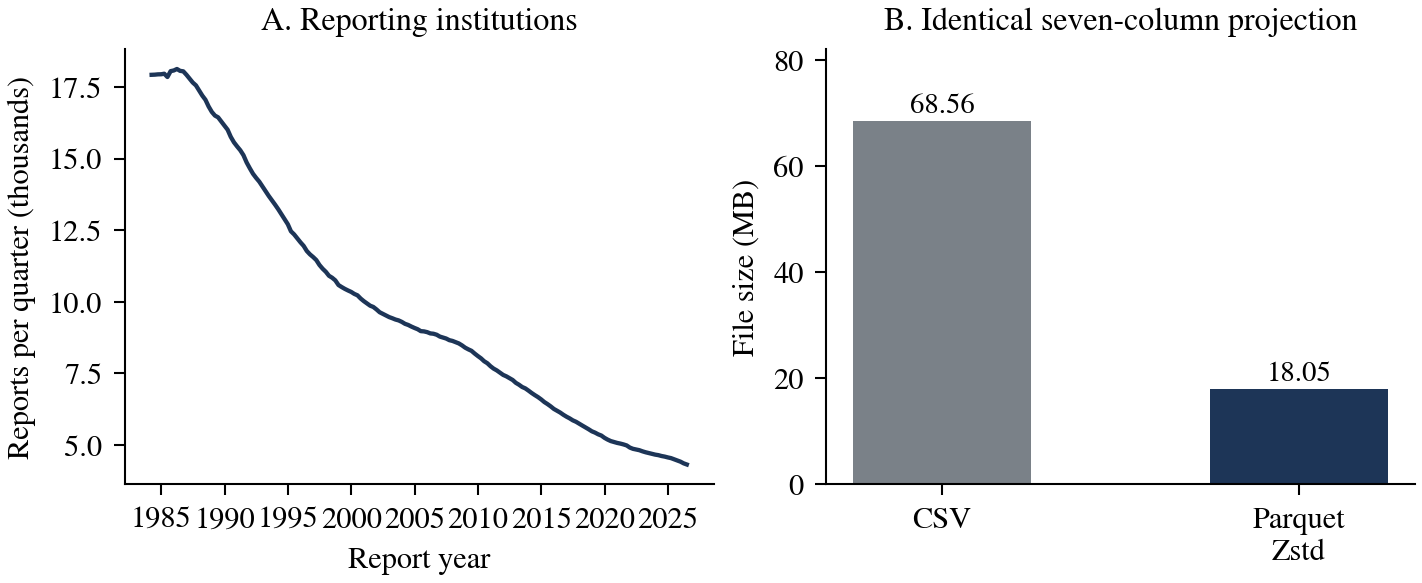 A. Reporting institutions
Reports per quarter (thousands)
17.5
15.0
12.5
10.0
7.5
5.0
1985 1990 1995 2000 2005 2010 2015 2020 2025
Report year
B. Identical seven-column projection
File size (MB)
80
60
40
20
0
68.56
18.05
CSV
Parquet
Zstd